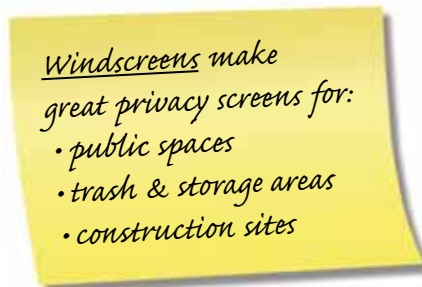 Windscreens make
great privacy screens for:
• public spaces
• trash & storage areas
• construction sites